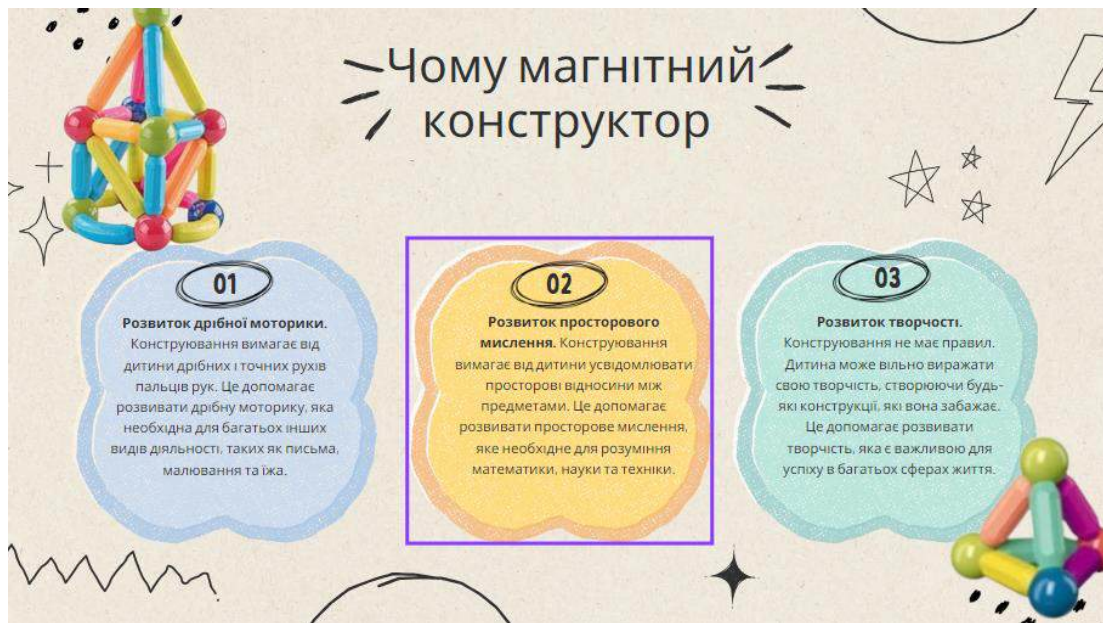 Чому магнітний
конструктор
01
Розвиток дрібної моторики.
Конструювання вимагає від
дитини дрібних і точних рухів
пальців рук. Це допомагає
розвивати дрібну моторику, яка
необхідна для багатьох інших
видів діяльності, таких як письма,
малювання та їжа.
02
Розвиток просторового
мислення. Конструювання
вимагає від дитини усвідомлювати
просторові відносини між
предметами. Це допомагає
розвивати просторове мислення,
яке необхідне для розуміння
математики, науки та техніки.
03
Розвиток творчості.
Конструювання не має правил.
Дитина може вільно виражати
свою творчість, створюючи будь-
які конструкції, які вона забажає.
Це допомагає розвивати
творчість, яка є важливою для
успіху в багатьох сферах життя.